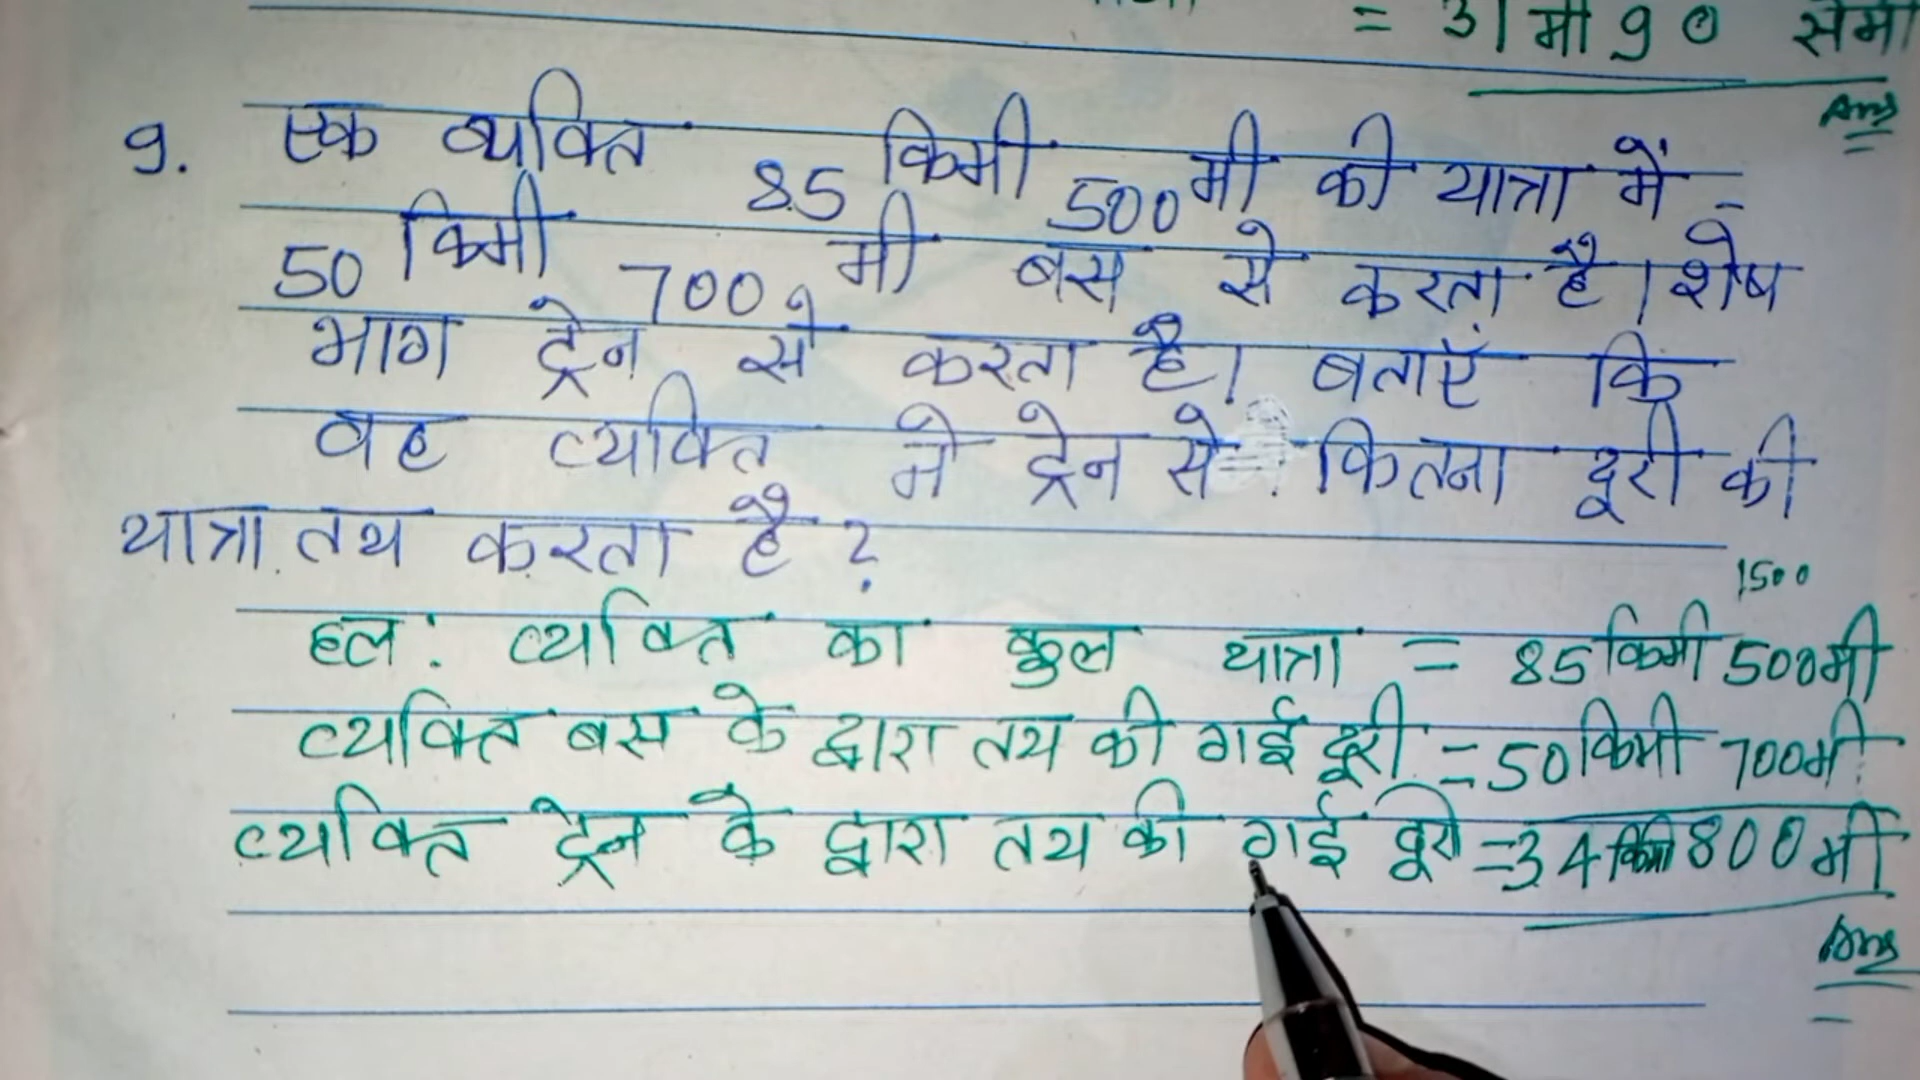 = 31 मी 90 सेमी
Ans
9. एक व्यक्ति 85 किमी 500 मी की यात्रा में -
50 किमी 700 मी बस से करता है। शेष
भाग ट्रेन से करता है। बताएँ कि
वह व्यक्ति ने ट्रेन से कितना दूरी की
यात्रा तय करता है?
1500
हल: व्यक्ति का कुल यात्रा = 85 किमी 500 मी
व्यक्ति बस के द्वारा तय की गई दूरी = 50 किमी 700 मी
व्यक्ति ट्रेन के द्वारा तय की गई दूरी = 34 किमी 800 मी
Ans